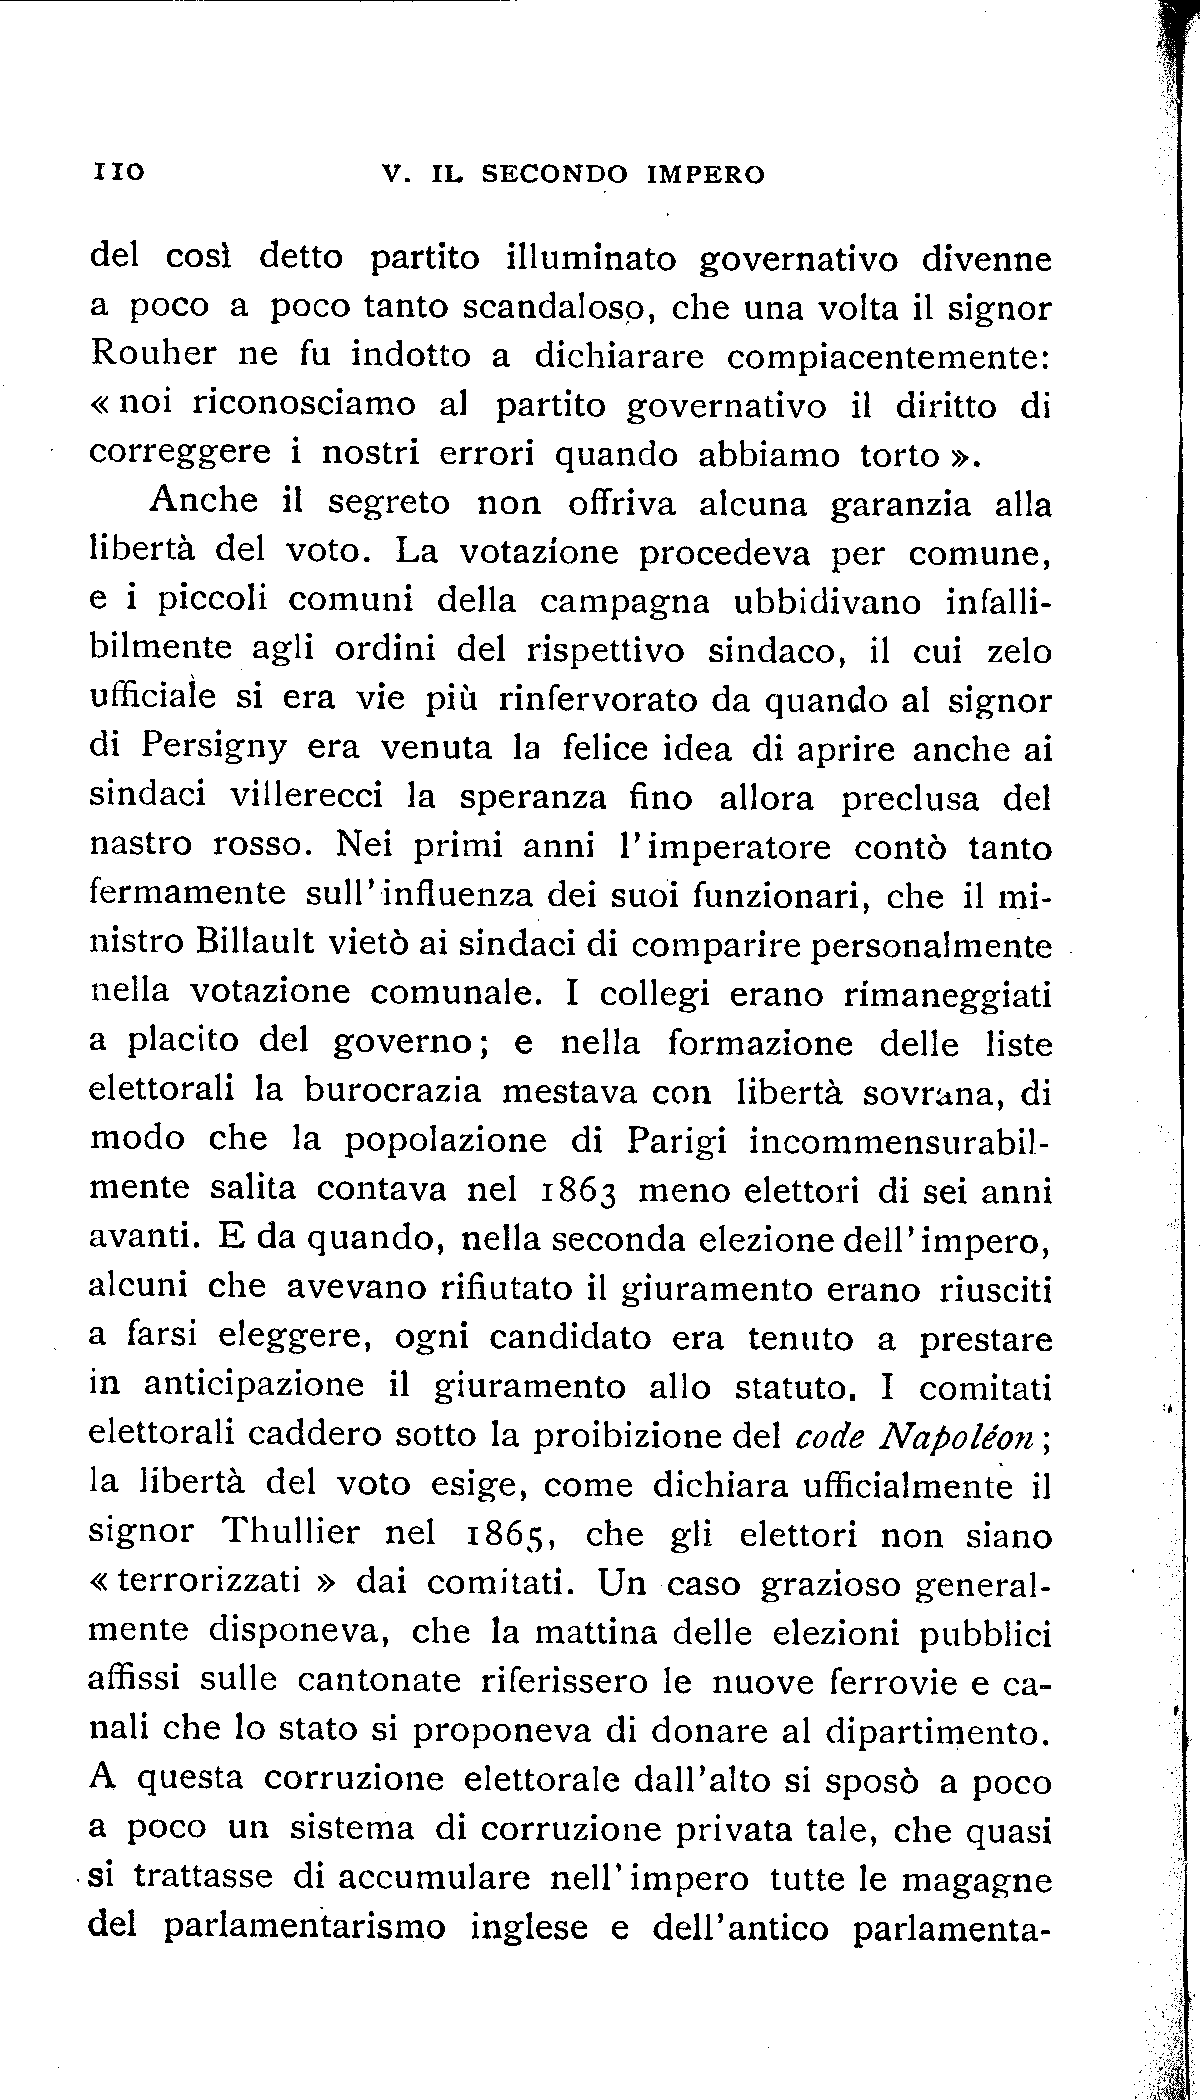 110 V. IL SECONDO IMPERO
del così detto partito illuminato governativo divenne
a poco a poco tanto scandaloso, che una volta il signor
Rouher ne fu indotto a dichiarare compiacentemente:
« noi riconosciamo al partito governativo il diritto di
correggere i nostri errori quando abbiamo torto ».
Anche il segreto non offriva alcuna garanzia alla
libertà del voto. La votazione procedeva per comune,
e i piccoli comuni della campagna ubbidivano infalli-
bilmente agli ordini del rispettivo sindaco, il cui zelo
ufficiale si era vie più rinfervorato da quando al signor
di Persigny era venuta la felice idea di aprire anche ai
sindaci villerecci la speranza fino allora preclusa del
nastro rosso. Nei primi anni l'imperatore contò tanto
fermamente sull'influenza dei suoi funzionari, che il mi-
nistro Billault vietò ai sindaci di comparire personalmente
nella votazione comunale. I collegi erano rimaneggiati
a placito del governo; e nella formazione delle liste
elettorali la burocrazia mestava con libertà sovrana, di
modo che la popolazione di Parigi incommensurabil-
mente salita contava nel 1863 meno elettori di sei anni
avanti. E da quando, nella seconda elezione dell'impero,
alcuni che avevano rifiutato il giuramento erano riusciti
a farsi eleggere, ogni candidato era tenuto a prestare
in anticipazione il giuramento allo statuto. I comitati
elettorali caddero sotto la proibizione del code Napoléon;
la libertà del voto esige, come dichiara ufficialmente il
signor Thullier nel 1865, che gli elettori non siano
« terrorizzati » dai comitati. Un caso grazioso general-
mente disponeva, che la mattina delle elezioni pubblici
affissi sulle cantonate riferissero le nuove ferrovie e ca-
nali che lo stato si proponeva di donare al dipartimento.
A questa corruzione elettorale dall'alto si sposò a poco
a poco un sistema di corruzione privata tale, che quasi
si trattasse di accumulare nell'impero tutte le magagne
del parlamentarismo inglese e dell'antico parlamenta-